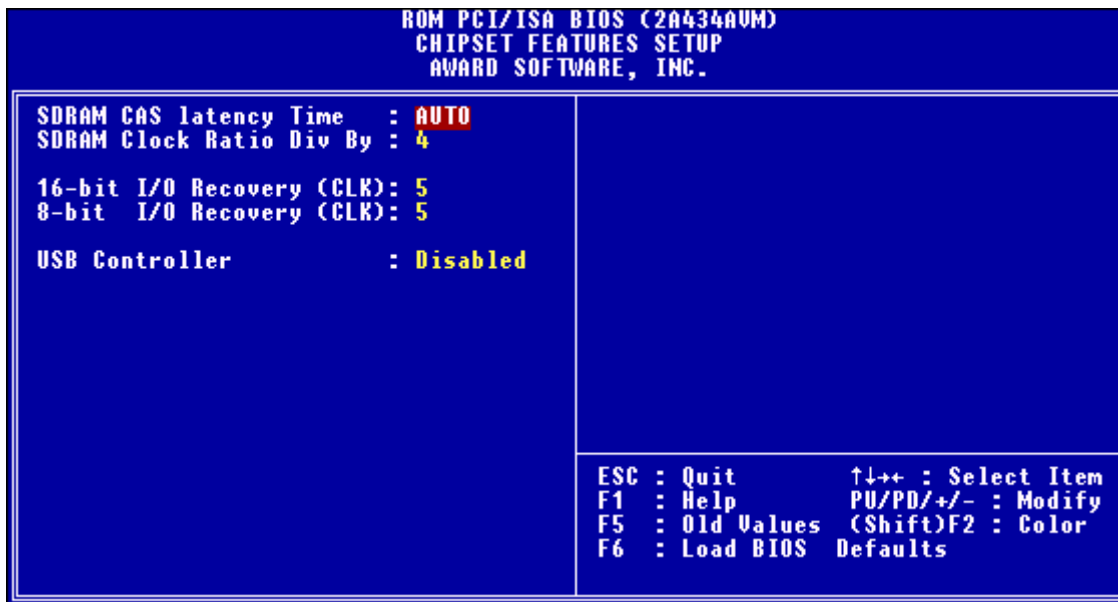 ROM PCI/ISA BIOS (2A434AVM)
CHIPSET FEATURES SETUP
AWARD SOFTWARE, INC.
SDRAM CAS latency Time : AUTO
SDRAM Clock Ratio Div By : 4
16-bit I/O Recovery (CLK): 5
8-bit I/O Recovery (CLK): 5
USB Controller : Disabled
ESC : Quit ↑↓→← : Select Item
F1 : Help PU/PD/+/- : Modify
F5 : Old Values (Shift)F2 : Color
F6 : Load BIOS Defaults